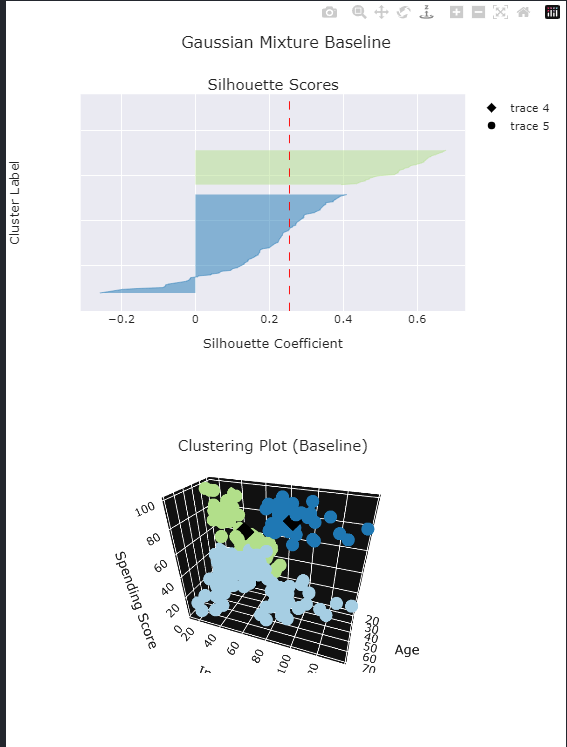 Gaussian Mixture Baseline
Silhouette Scores
trace 4
trace 5
Cluster Label
−0.2 0 0.2 0.4 0.6
Silhouette Coefficient
Clustering Plot (Baseline)
100
80
60
40
20
0
Spending Score
20 40 60 80 100
20
30
40
50
60
70
Age